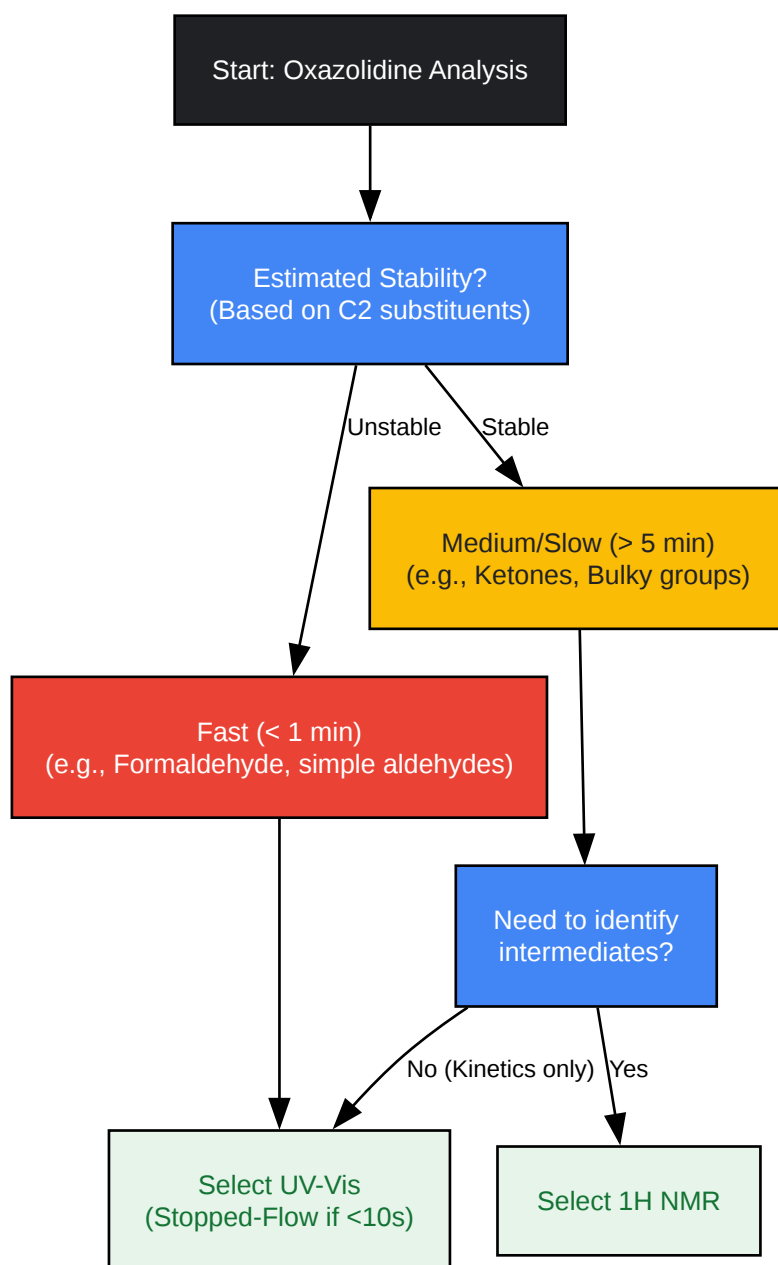 Start: Oxazolidine Analysis
Estimated Stability?
(Based on C2 substituents)
Unstable
Stable
Medium/Slow (> 5 min)
(e.g., Ketones, Bulky groups)
Fast (< 1 min)
(e.g., Formaldehyde, simple aldehydes)
Need to identify
intermediates?
No (Kinetics only)
Yes
Select UV-Vis
(Stopped-Flow if <10s)
Select 1H NMR